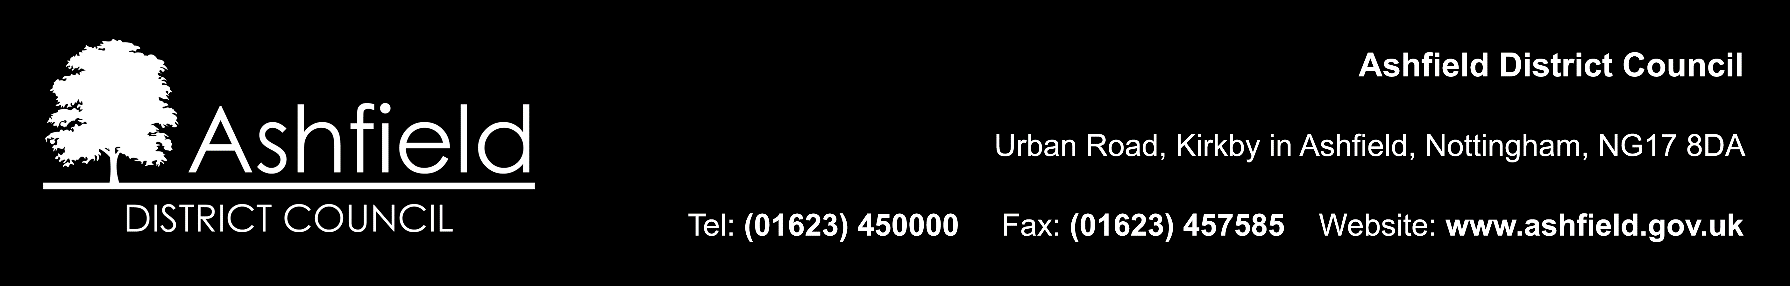 Ashfield
DISTRICT COUNCIL
Ashfield District Council
Urban Road, Kirkby in Ashfield, Nottingham, NG17 8DA
Tel: (01623) 450000 Fax: (01623) 457585 Website: www.ashfield.gov.uk